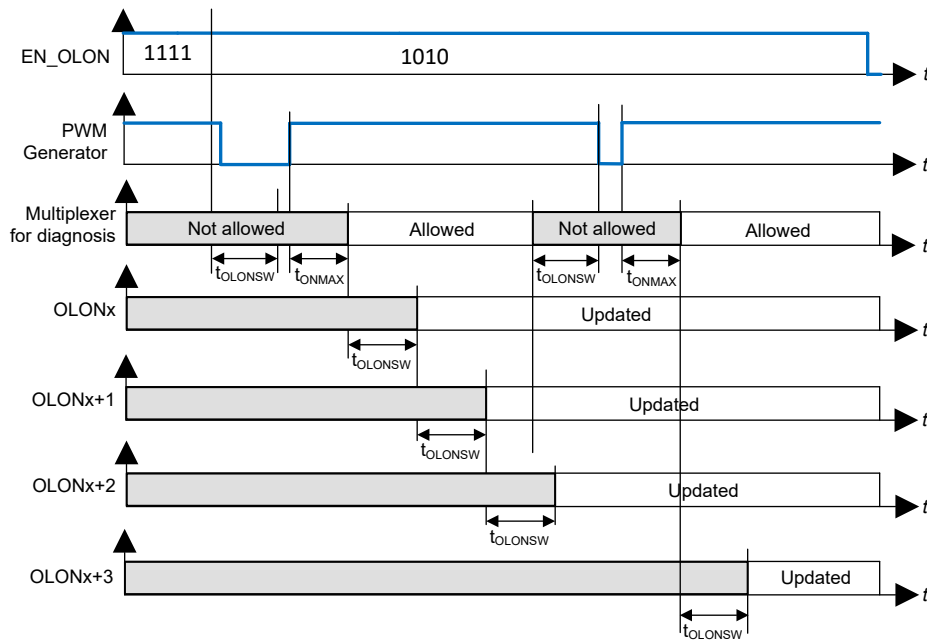 1111 1010
EN_OLON
t
PWM
Generator
t
Multiplexer
for diagnosis
Not allowed Allowed Not allowed Allowed
t
tOLONSW tONMAX tOLONSW tONMAX
OLONx
Updated
t
tOLONSW
OLONx+1
Updated
t
tOLONSW
OLONx+2
Updated
t
tOLONSW
OLONx+3
Updated
t
tOLONSW